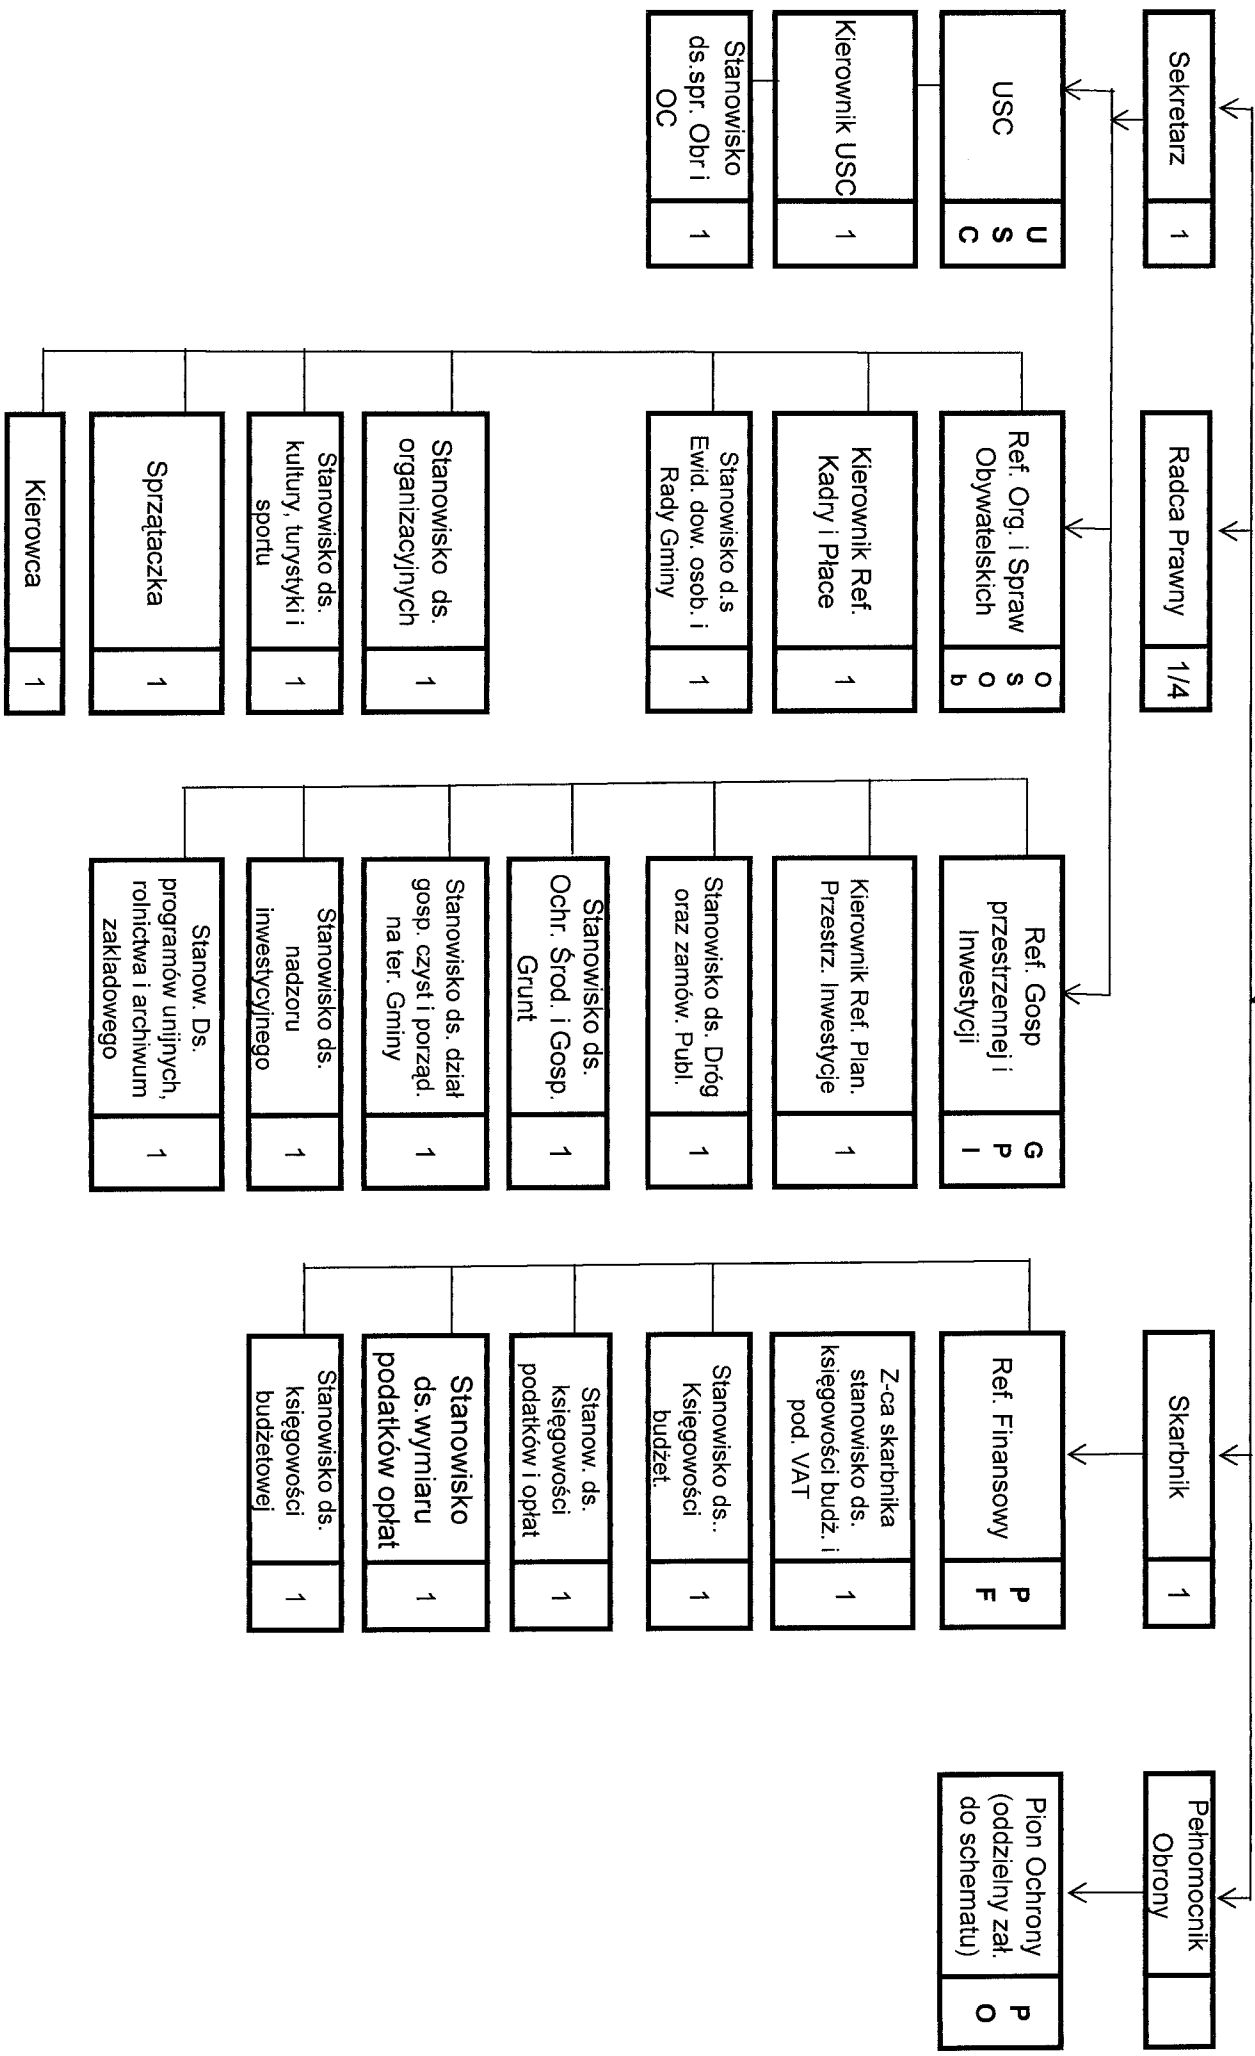 Sekretarz
1
Radca Prawny
1/4
Skarbnik
1
Pełnomocnik
Obrony
USC
U
S
C
Kierownik USC
1
Stanowisko
ds.spr. Obr i
OC
1
Ref. Org. i Spraw
Obywatelskich
O
S
O
b
Kierownik Ref.
Kadry i Płace
1
Stanowisko d.s
Ewid. dow. osob. i
Rady Gminy
1
Stanowisko ds.
organizacyjnych
1
Stanowisko ds.
kultury, turystyki i
sportu
1
Sprzątaczka
1
Kierowca
1
Ref. Gosp
przestrzennej i
Inwestycji
G
P
I
Kierownik Ref. Plan.
Przestrz. Inwestycje
1
Stanowisko ds. Dróg
oraz zamów. Publ.
1
Stanowisko ds.
Ochr. Środ. i Gosp.
Grunt
1
Stanowisko ds. dział
gosp. czyst i porząd.
na ter. Gminy
1
Stanowisko ds.
nadzoru
inwestycyjnego
1
Stanow. Ds.
programów unijnych,
rolnictwa i archiwum
zakladowego
1
Ref. Finansowy
P
F
Z-ca skarbnika
stanowisko ds.
księgowości budż. i
pod. VAT
1
Stanowisko ds..
Księgowości
budżet.
1
Stanow. ds.
księgowości
podatków i opłat
1
Stanowisko
ds.wymiaru
podatków opłat
1
Stanowisko ds.
księgowości
budżetowej
1
Pion Ochrony
(oddzielny zał.
do schematu)
P
O